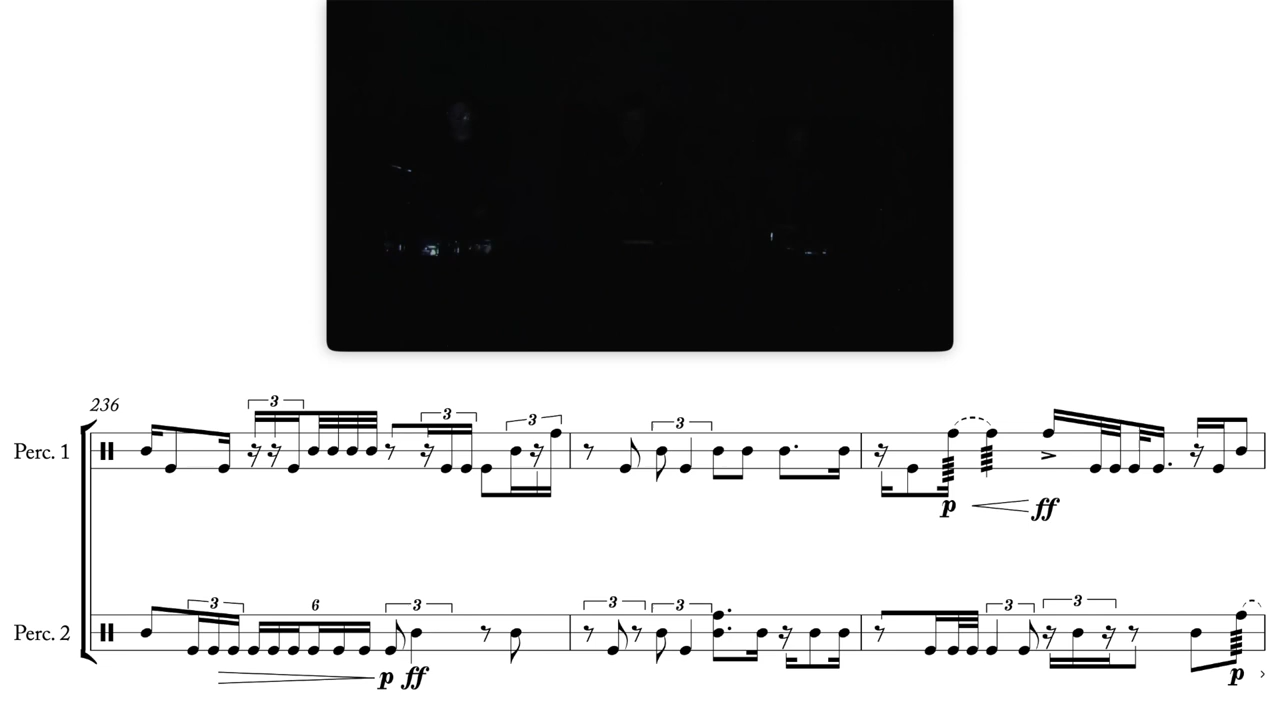 236
3 3 3 3
Perc. 1
p ff
3 6 3 3 3 3 3
Perc. 2
p ff p